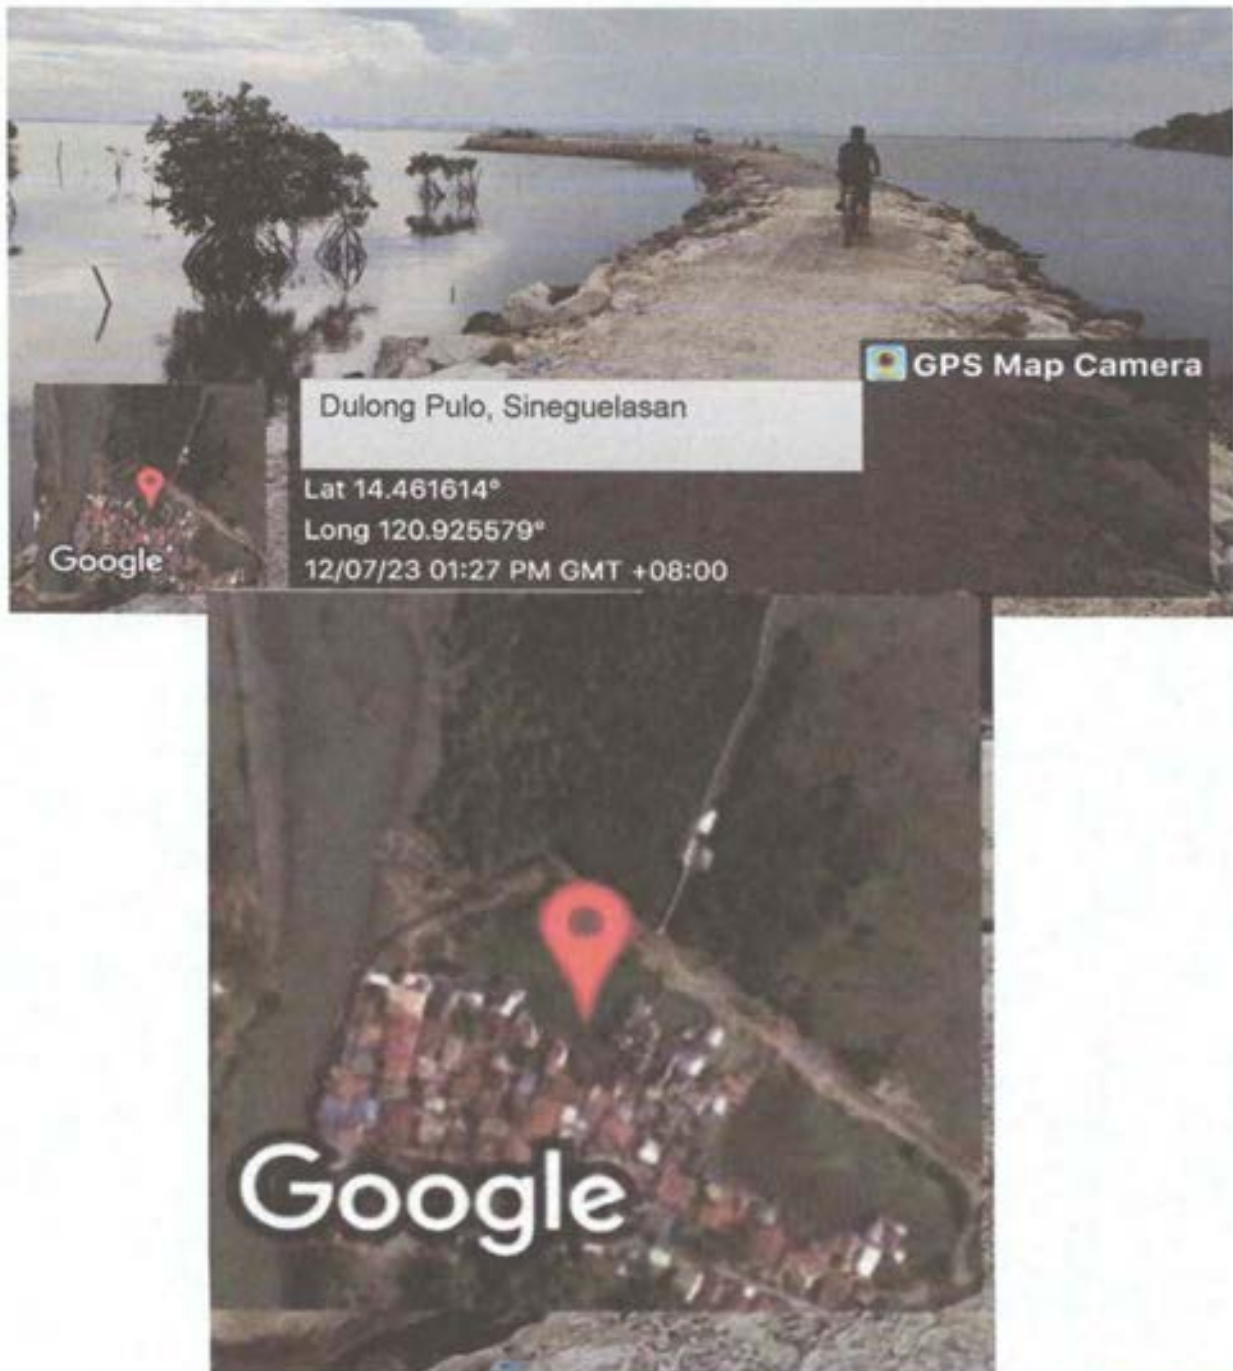 GPS Map Camera
Dulong Pulo, Sineguelasan
Lat 14.461614°
Long 120.925579°
12/07/23 01:27 PM GMT +08:00
Google
Google